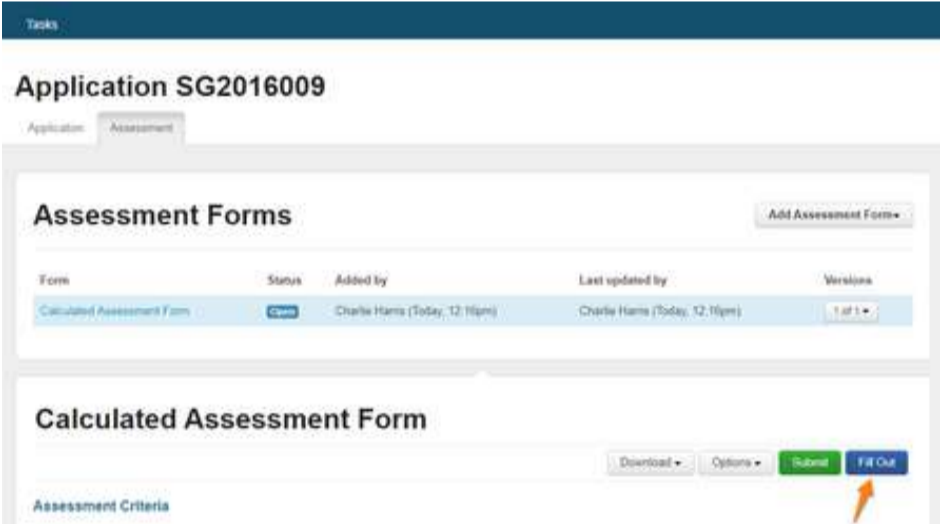 Tasks
Application SG2016009
Application Assessment
Assessment Forms
Add Assessment Form
Form Status Added by Last updated by Versions
Calculated Assessment Form Open Charlie Harris (Today, 12:16pm) Charlie Harris (Today, 12:16pm) 1 of 1
Calculated Assessment Form
Download Options Submit Fill Out
Assessment Criteria